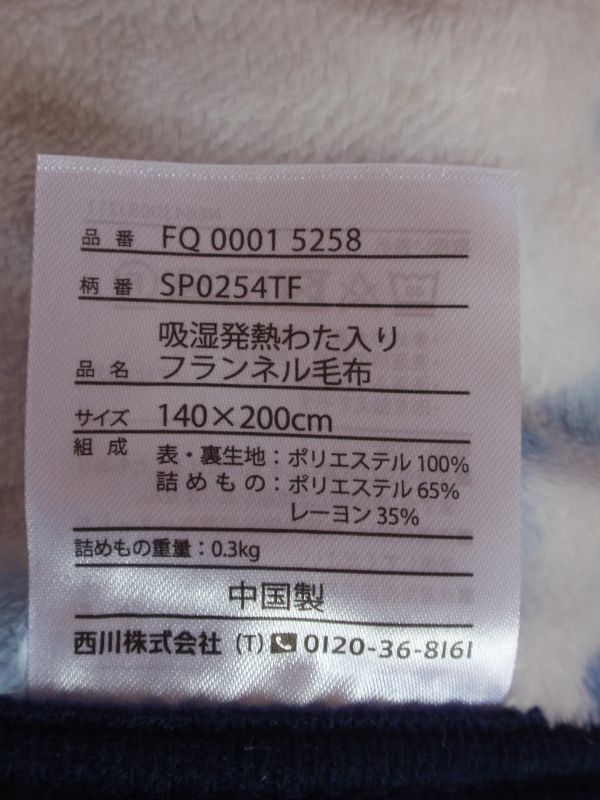 品番 FQ 0001 5258
柄番 SP0254TF
吸湿発熱わた入り
品名 フランネル毛布
サイズ 140×200cm
組成 表・裏生地：ポリエステル 100%
詰めもの：ポリエステル 65%
レーヨン 35%
詰めもの重量：0.3kg
中国製
西川株式会社 (T) 0120-36-8161